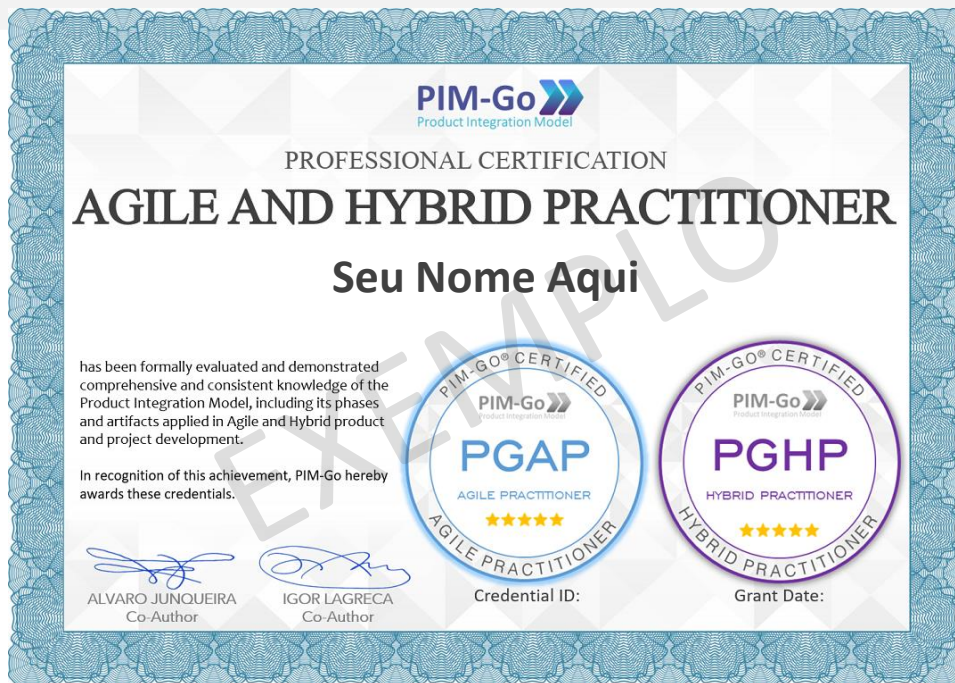 PIM-Go
Product Integration Model
PROFESSIONAL CERTIFICATION
AGILE AND HYBRID PRACTITIONER
Seu Nome Aqui
EXEMPLO
has been formally evaluated and demonstrated
comprehensive and consistent knowledge of the
Product Integration Model, including its phases
and artifacts applied in Agile and Hybrid product
and project development.
In recognition of this achievement, PIM-Go hereby
awards these credentials.
ALVARO JUNQUEIRA
Co-Author
IGOR LAGRECA
Co-Author
PIM-GO® CERTIFIED
PIM-Go
Product Integration Model
PGAP
AGILE PRACTITIONER
AGILE PRACTITIONER
Credential ID:
PIM-GO® CERTIFIED
PIM-Go
Product Integration Model
PGHP
HYBRID PRACTITIONER
HYBRID PRACTITIONER
Grant Date: